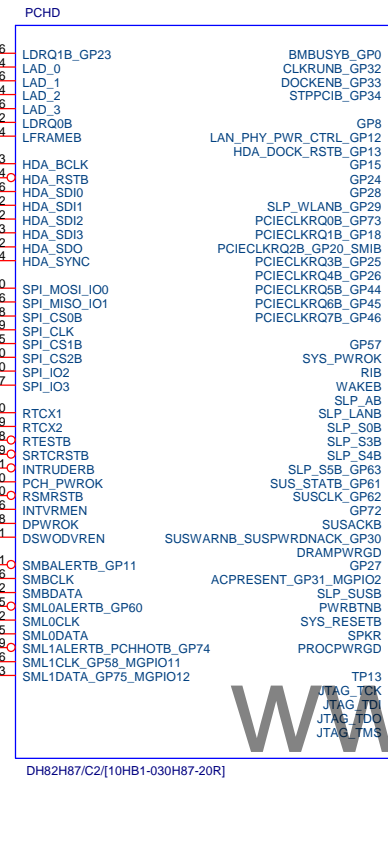 PCHD
LDRQ1B_GP23
LAD_0
LAD_1
LAD_2
LAD_3
LDRQ0B
LFRAMEB
HDA_BCLK
HDA_RSTB
HDA_SDI0
HDA_SDI1
HDA_SDI2
HDA_SDI3
HDA_SDO
HDA_SYNC
SPI_MOSI_IO0
SPI_MISO_IO1
SPI_CS0B
SPI_CLK
SPI_CS1B
SPI_CS2B
SPI_IO2
SPI_IO3
RTCX1
RTCX2
RTESTB
SRTCRSTB
INTRUDERB
PCH_PWROK
RSMRSTB
INTVRMEN
DPWROK
DSWODVREN
SMBALERTB_GP11
SMBCLK
SMBDATA
SML0ALERTB_GP60
SML0CLK
SML0DATA
SML1ALERTB_PCHHOTB_GP74
SML1CLK_GP58_MGPIO11
SML1DATA_GP75_MGPIO12
BMBUSYB_GP0
CLKRUNB_GP32
DOCKENB_GP33
STPPCIB_GP34
GP8
LAN_PHY_PWR_CTRL_GP12
HDA_DOCK_RSTB_GP13
GP15
GP24
GP28
SLP_WLANB_GP29
PCIECLKRQ0B_GP73
PCIECLKRQ1B_GP18
PCIECLKRQ2B_GP20_SMIB
PCIECLKRQ3B_GP25
PCIECLKRQ4B_GP26
PCIECLKRQ5B_GP44
PCIECLKRQ6B_GP45
PCIECLKRQ7B_GP46
GP57
SYS_PWROK
RIB
WAKEB
SLP_AB
SLP_LANB
SLP_S0B
SLP_S3B
SLP_S4B
SLP_S5B_GP63
SUS_STATB_GP61
SUSCLK_GP62
GP72
SUSACKB
SUSWARNB_SUSPWRDNACK_GP30
DRAMPWRGD
GP27
ACPRESENT_GP31_MGPIO2
SLP_SUSB
PWRBTNB
SYS_RESETB
SPKR
PROCPWRGD
TP13
JTAG_TCK
JTAG_TDI
JTAG_TDO
JTAG_TMS
DH82H87/C2/[10HB1-030H87-20R]